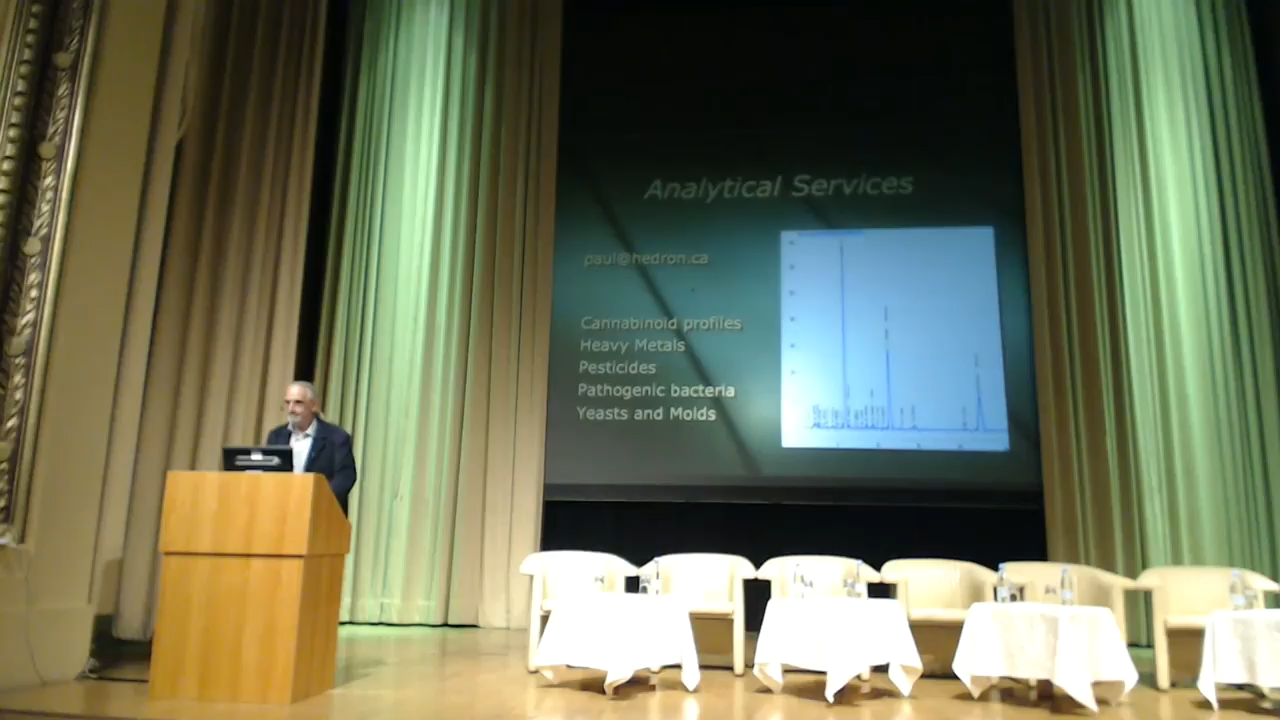 Analytical Services
paul@hedron.ca
Cannabinoid profiles
Heavy Metals
Pesticides
Pathogenic bacteria
Yeasts and Molds